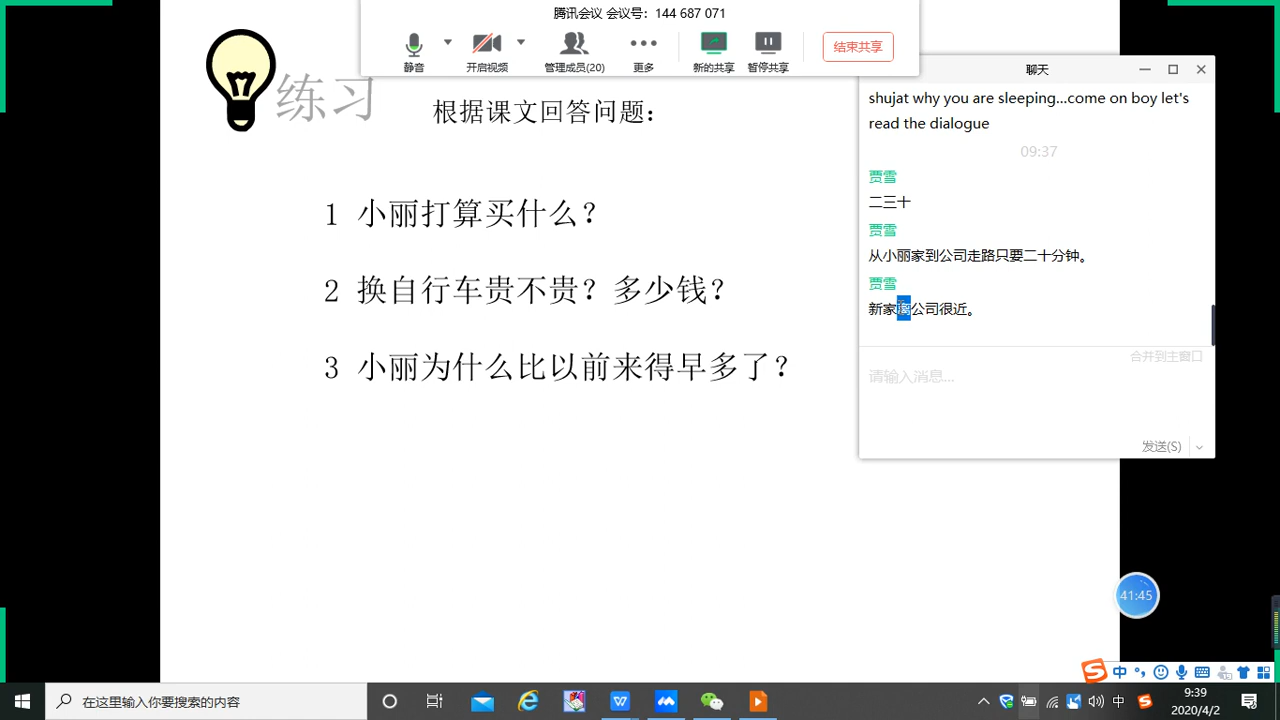 腾讯会议 会议号：144 687 071
静音
开启视频
管理成员(20)
更多
新的共享
暂停共享
结束共享
练习
根据课文回答问题：
1 小丽打算买什么？
2 换自行车贵不贵？多少钱？
3 小丽为什么比以前来得早多了？
聊天
shujat why you are sleeping...come on boy let's
read the dialogue
09:37
贾雪
二三十
贾雪
从小丽家到公司走路只要二十分钟。
贾雪
新家离公司很近。
合并到主窗口
请输入消息...
发送(S)
41:45
中
在这里输入你要搜索的内容
中
9:39
2020/4/2